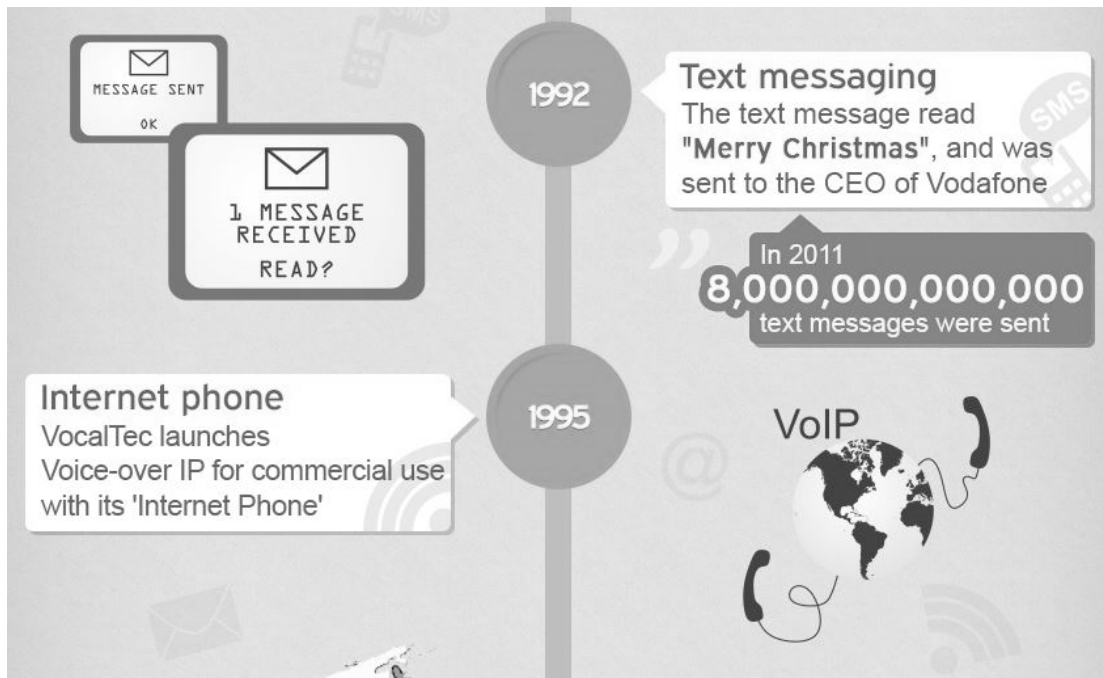 SMS
MESSAGE SENT
OK
1 MESSAGE
RECEIVED
READ?
1992
Text messaging
The text message read
"Merry Christmas", and was
sent to the CEO of Vodafone
SMS
In 2011
8,000,000,000,000
text messages were sent
Internet phone
VocalTec launches
Voice-over IP for commercial use
with its 'Internet Phone'
1995
VoIP
@